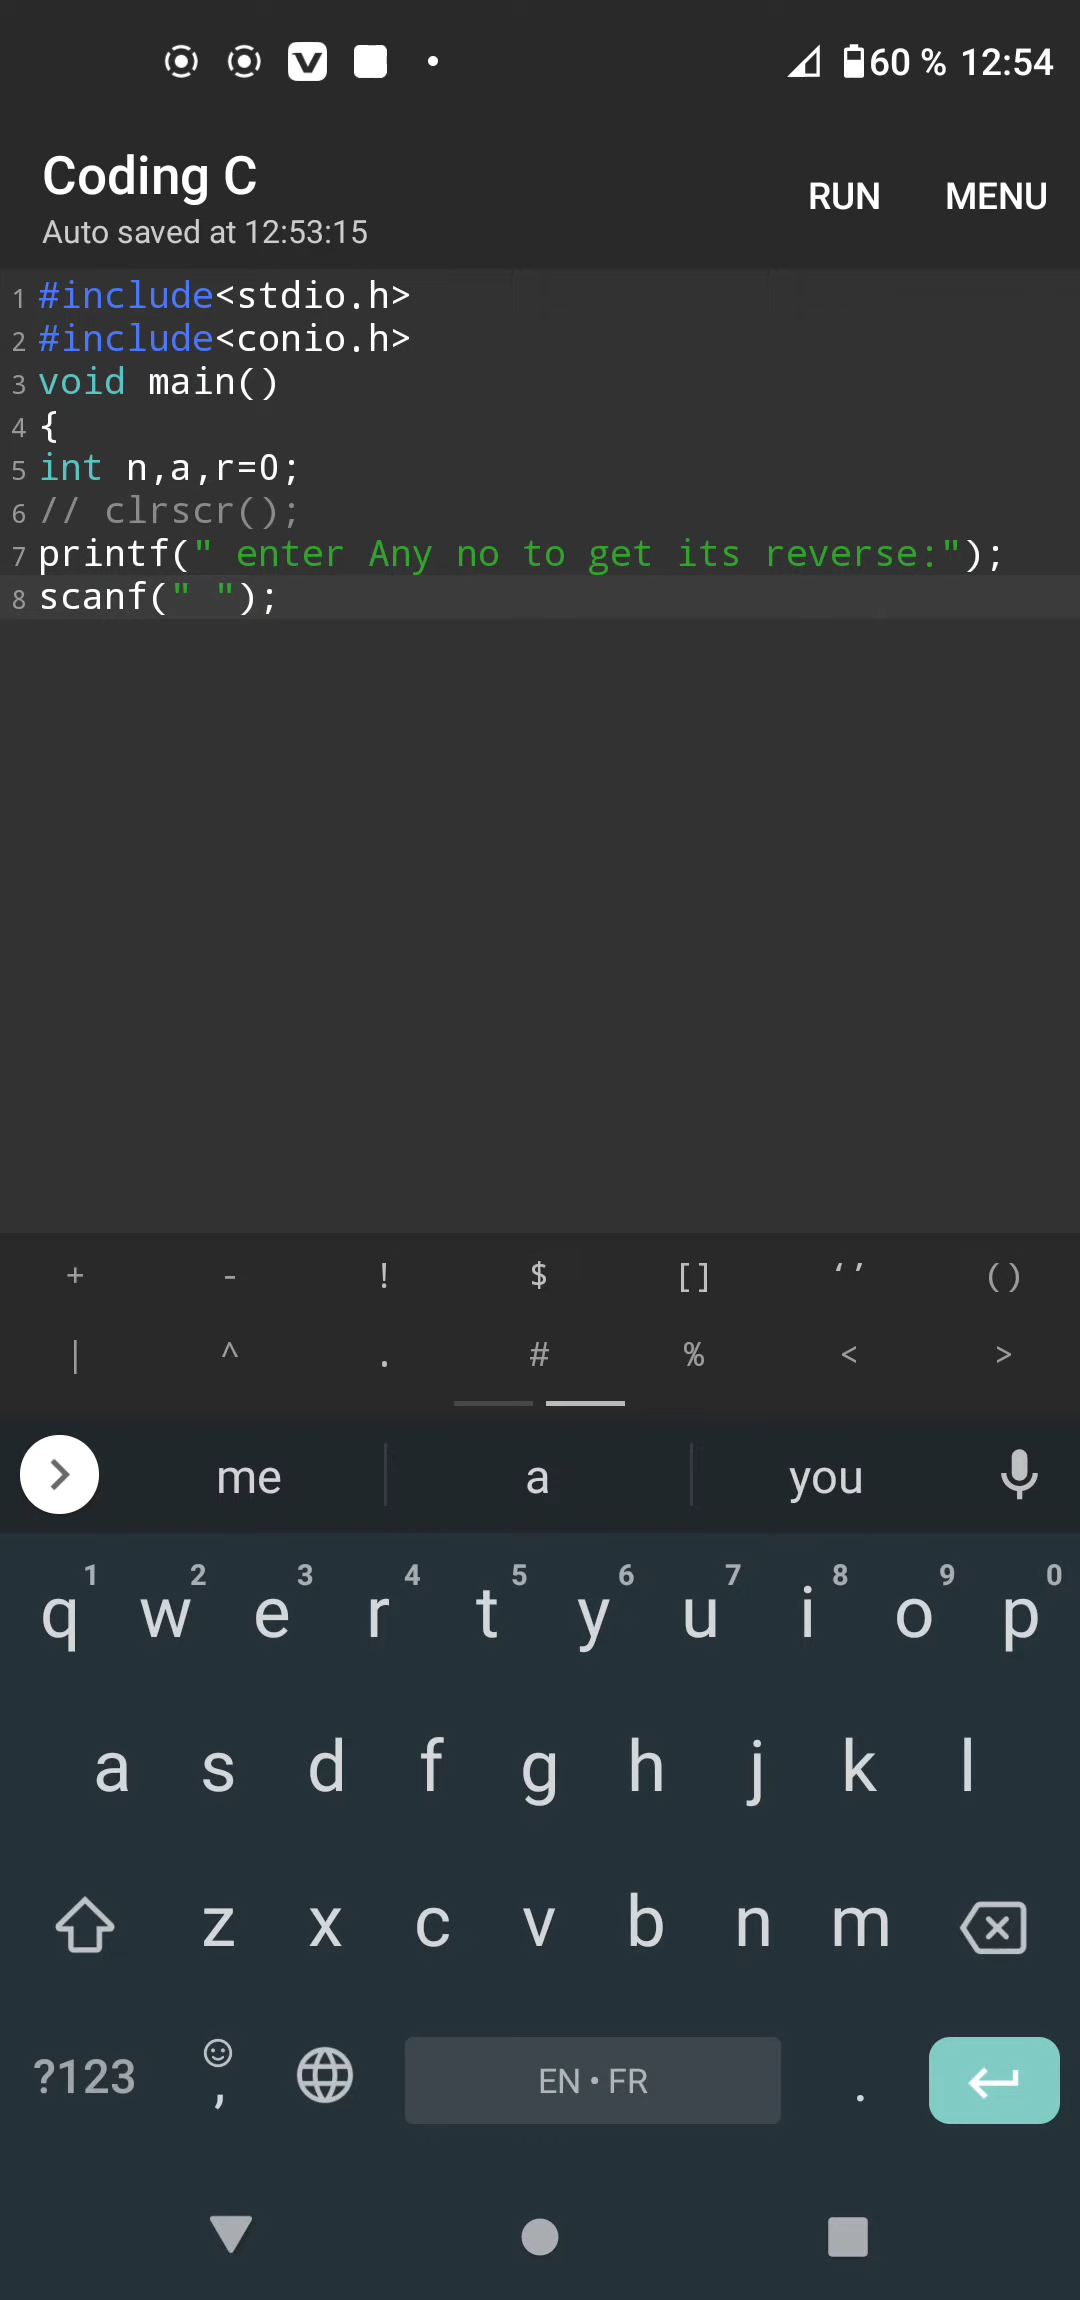 60 % 12:54
Coding C
Auto saved at 12:53:15
RUN MENU
1 #include<stdio.h>
2 #include<conio.h>
3 void main()
4 {
5 int n,a,r=0;
6 // clrscr();
7 printf(" enter Any no to get its reverse:");
8 scanf(" ");
+ - ! $ [] ‘’ ()
| ^ . # % < >
me a you
1 2 3 4 5 6 7 8 9 0
q w e r t y u i o p
a s d f g h j k l
z x c v b n m
?123 , EN • FR .